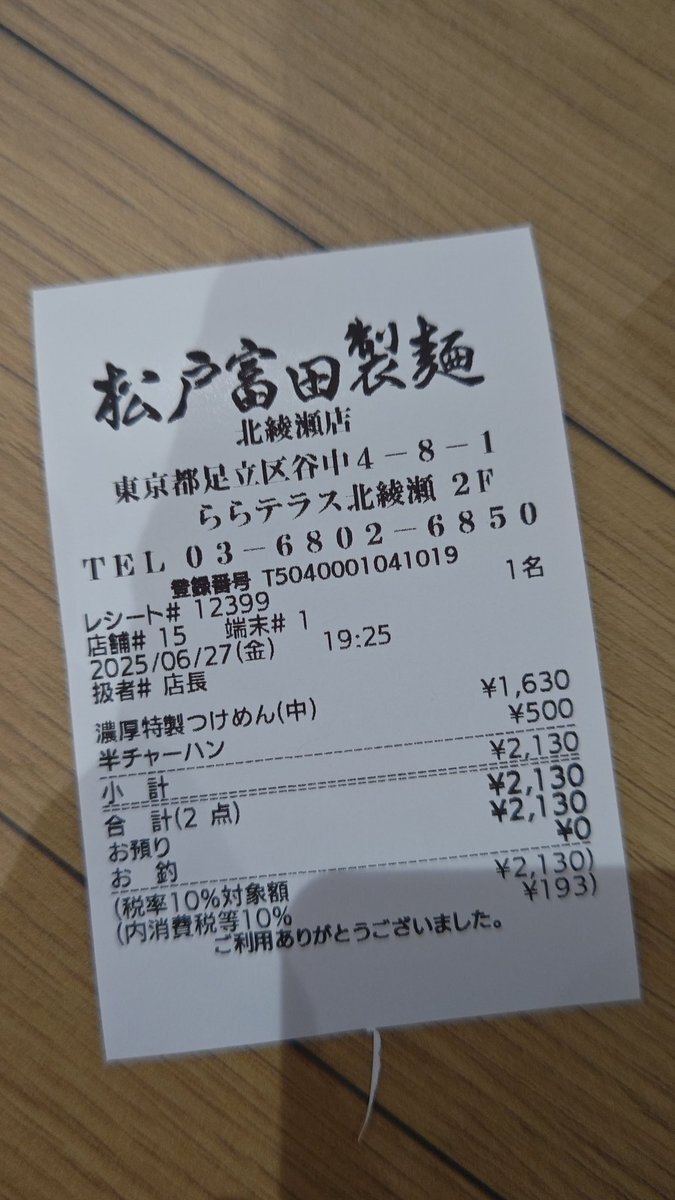 松戸富田製麺
北綾瀬店
東京都足立区谷中4-8-1
ららテラス北綾瀬 2F
TEL 03-6802-6850
登録番号 T5040001041019
レシート# 12399 1名
店舗# 15 端末# 1
2025/06/27(金) 19:25
扱者# 店長
濃厚特製つけめん(中) ¥1,630
半チャーハン ¥500
小 計 ¥2,130
合 計(2 点) ¥2,130
お預り ¥2,130
お 釣 ¥0
(税率10%対象額 ¥2,130)
(内消費税等10% ¥193)
ご利用ありがとうございました。